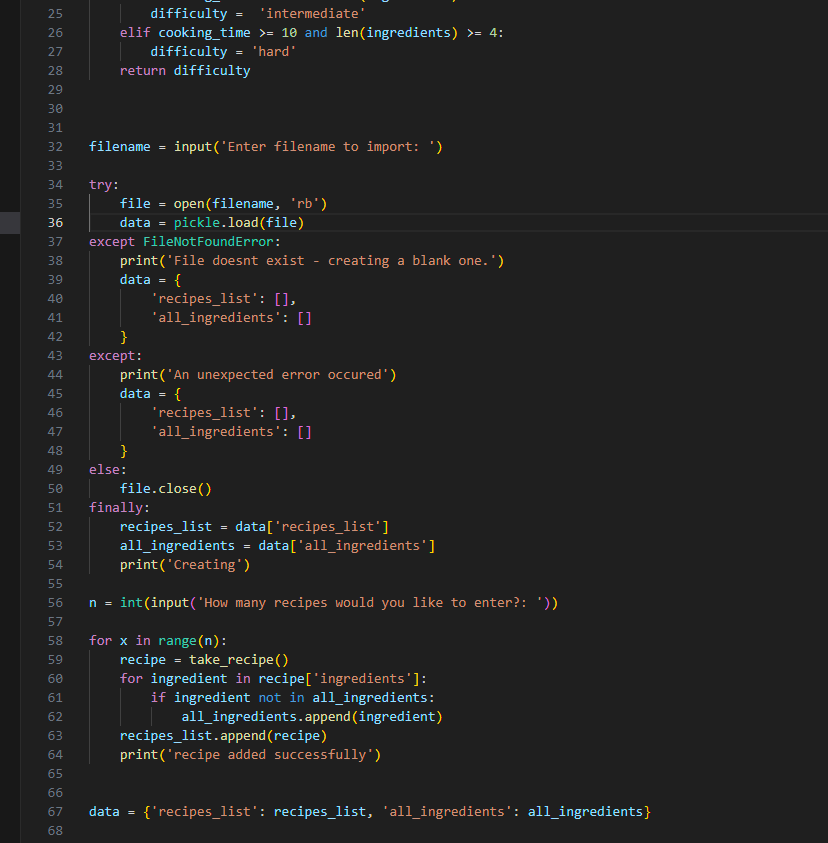 25 difficulty =  'intermediate'
26 elif cooking_time >= 10 and len(ingredients) >= 4:
27 difficulty = 'hard'
28 return difficulty
29
30
31
32 filename = input('Enter filename to import: ')
33
34 try:
35 file = open(filename, 'rb')
36 data = pickle.load(file)
37 except FileNotFoundError:
38 print('File doesnt exist - creating a blank one.')
39 data = {
40 'recipes_list': [],
41 'all_ingredients': []
42 }
43 except:
44 print('An unexpected error occured')
45 data = {
46 'recipes_list': [],
47 'all_ingredients': []
48 }
49 else:
50 file.close()
51 finally:
52 recipes_list = data['recipes_list']
53 all_ingredients = data['all_ingredients']
54 print('Creating')
55
56 n = int(input('How many recipes would you like to enter?: '))
57
58 for x in range(n):
59 recipe = take_recipe()
60 for ingredient in recipe['ingredients']:
61 if ingredient not in all_ingredients:
62 all_ingredients.append(ingredient)
63 recipes_list.append(recipe)
64 print('recipe added successfully')
65
66
67 data = {'recipes_list': recipes_list, 'all_ingredients': all_ingredients}
68